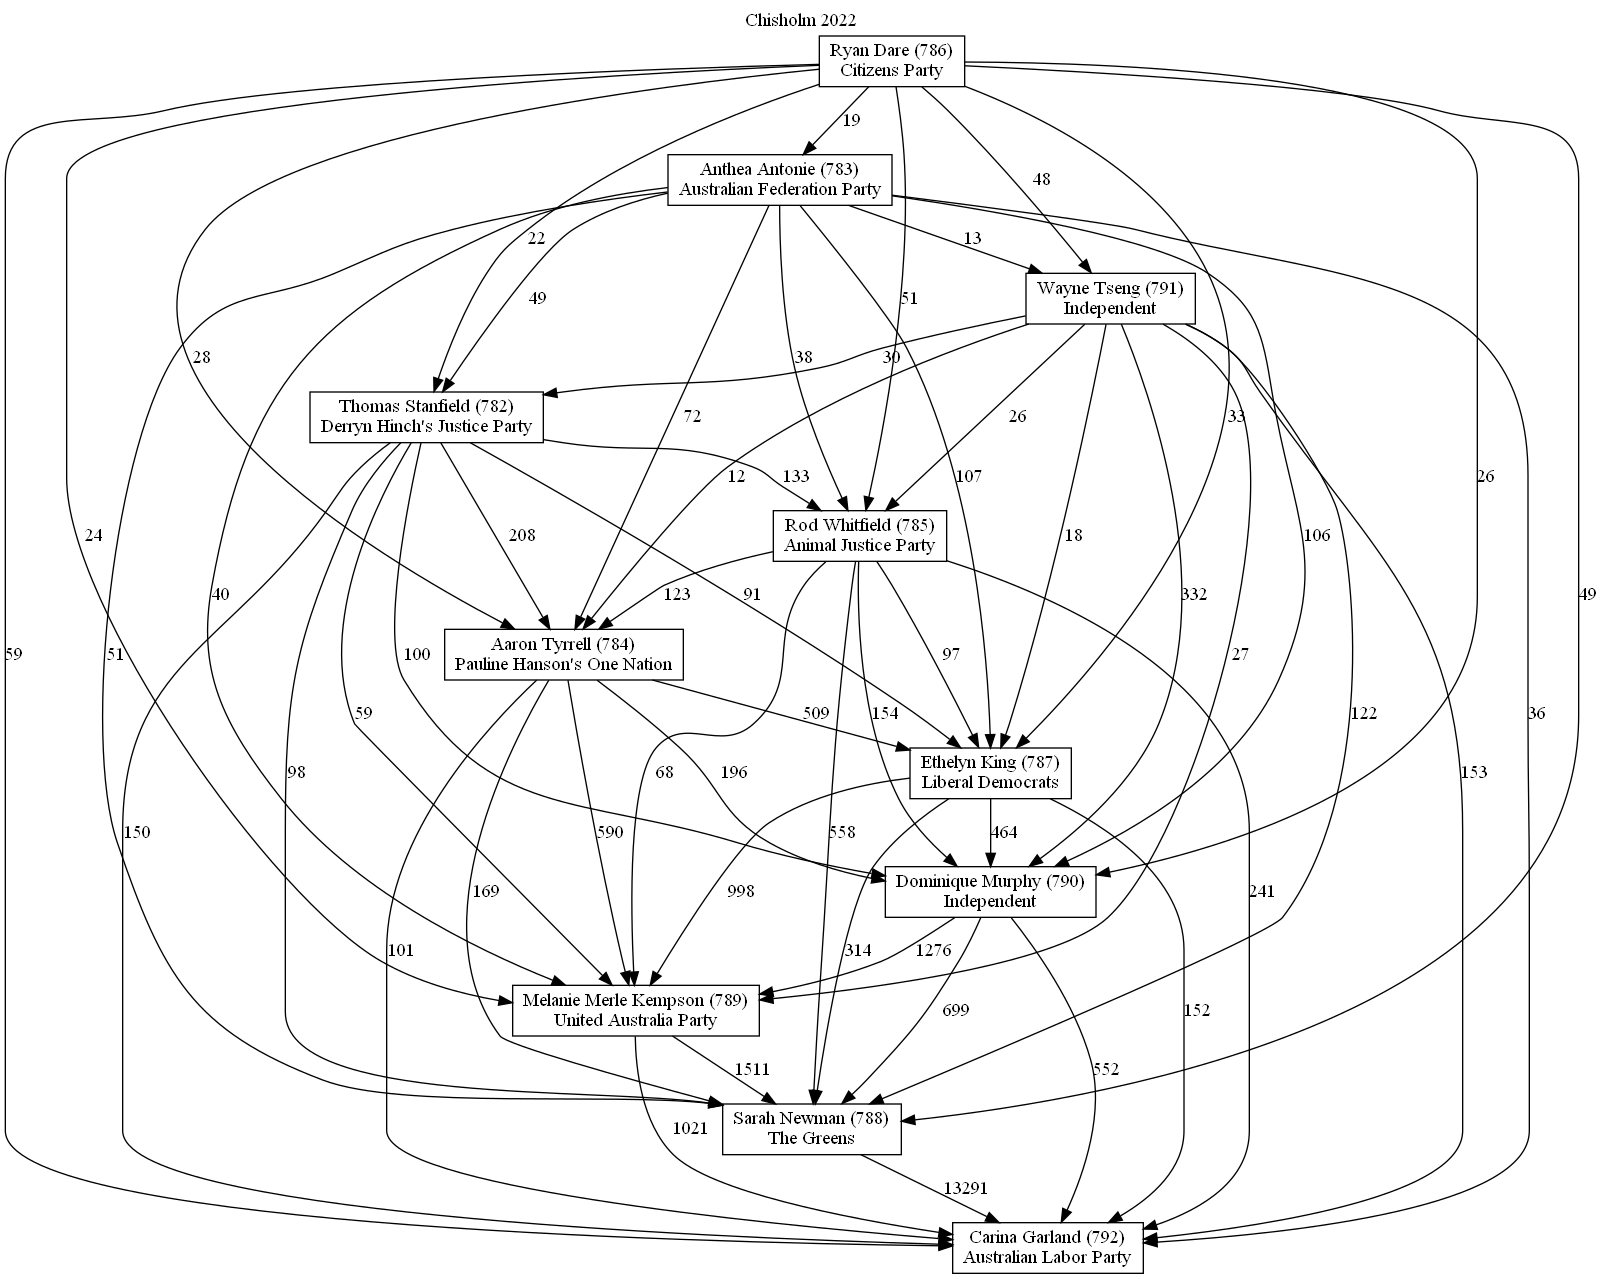 Chisholm 2022
Ryan Dare (786)
Citizens Party
19
Anthea Antonie (783)
Australian Federation Party
48
22
13
49
51
Wayne Tseng (791)
Independent
28
38
30
Thomas Stanfield (782)
Derryn Hinch's Justice Party
72
26
33
12
133
107
26
Rod Whitfield (785)
Animal Justice Party
24
208
18
106
40
123
91
332
49
Aaron Tyrrell (784)
Pauline Hanson's One Nation
59
51
100
97
27
59
509
154
122
36
Ethelyn King (787)
Liberal Democrats
98
68
196
153
150
590
558
464
Dominique Murphy (790)
Independent
169
998
241
101
314
1276
Melanie Merle Kempson (789)
United Australia Party
699
152
1511
552
Sarah Newman (788)
The Greens
1021
13291
Carina Garland (792)
Australian Labor Party